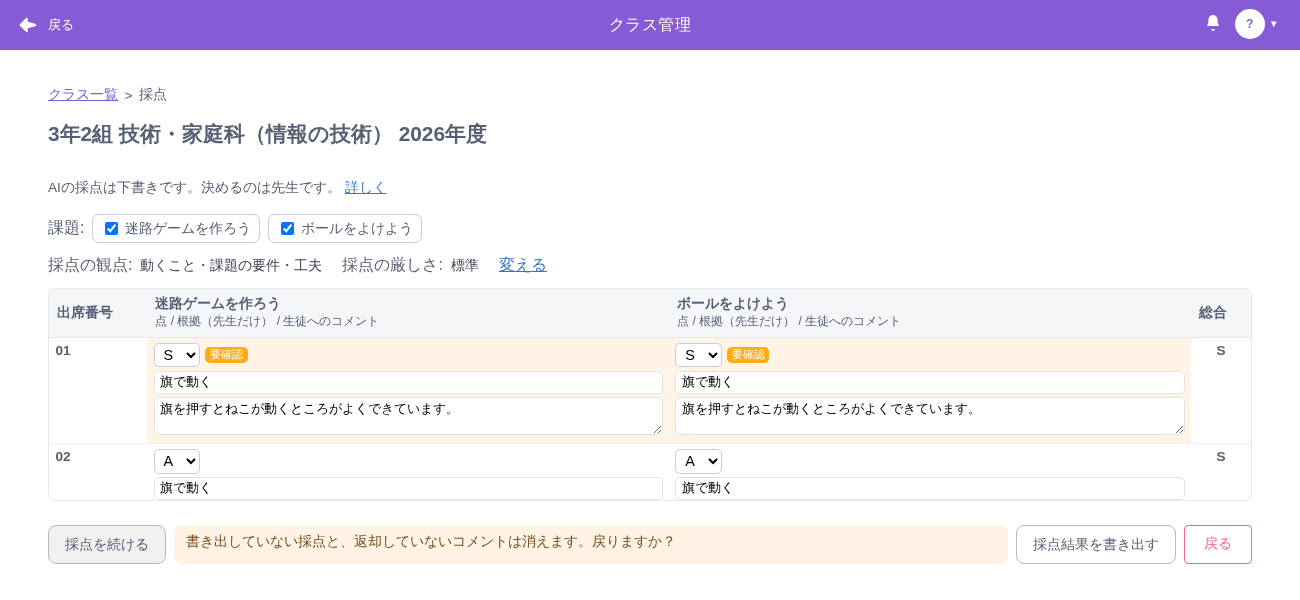 戻る
クラス管理
?
▼
クラス一覧 > 採点
3年2組 技術・家庭科（情報の技術） 2026年度
AIの採点は下書きです。決めるのは先生です。 詳しく
課題: 迷路ゲームを作ろう ボールをよけよう
採点の観点: 動くこと・課題の要件・工夫 採点の厳しさ: 標準 変える
出席番号 迷路ゲームを作ろう ボールをよけよう 総合
点 / 根拠（先生だけ） / 生徒へのコメント 点 / 根拠（先生だけ） / 生徒へのコメント
01 S 要確認 S 要確認 S
旗で動く 旗で動く
旗を押すとねこが動くところがよくできています。 旗を押すとねこが動くところがよくできています。
02 A A S
旗で動く 旗で動く
採点を続ける 書き出していない採点と、返却していないコメントは消えます。戻りますか？ 採点結果を書き出す 戻る